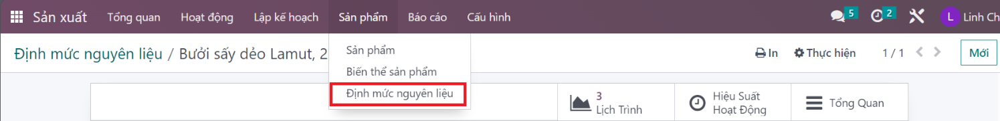 Sản xuất Tổng quan Hoạt động Lập kế hoạch Sản phẩm Báo cáo Cấu hình 5 2 L Linh Ch
Định mức nguyên liệu / Bưởi sấy dẻo Lamut, 2 In Thực hiện 1 / 1 Mới
Sản phẩm
Biến thể sản phẩm
Định mức nguyên liệu
3
Lịch Trình
Hiệu Suất
Hoạt Động
Tổng Quan